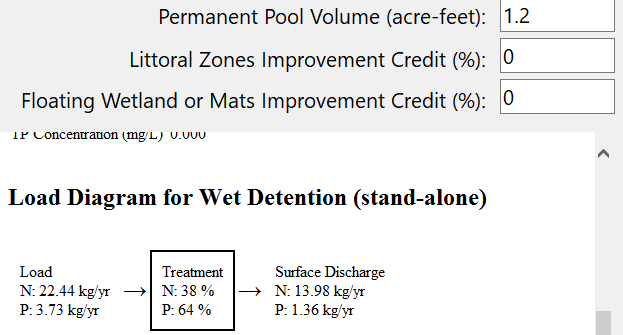 Permanent Pool Volume (acre-feet): 1.2
Littoral Zones Improvement Credit (%): 0
Floating Wetland or Mats Improvement Credit (%): 0
TP Concentration (mg/L) 0.000
Load Diagram for Wet Detention (stand-alone)
Load → Treatment → Surface Discharge
N: 22.44 kg/yr N: 38 % N: 13.98 kg/yr
P: 3.73 kg/yr P: 64 % P: 1.36 kg/yr